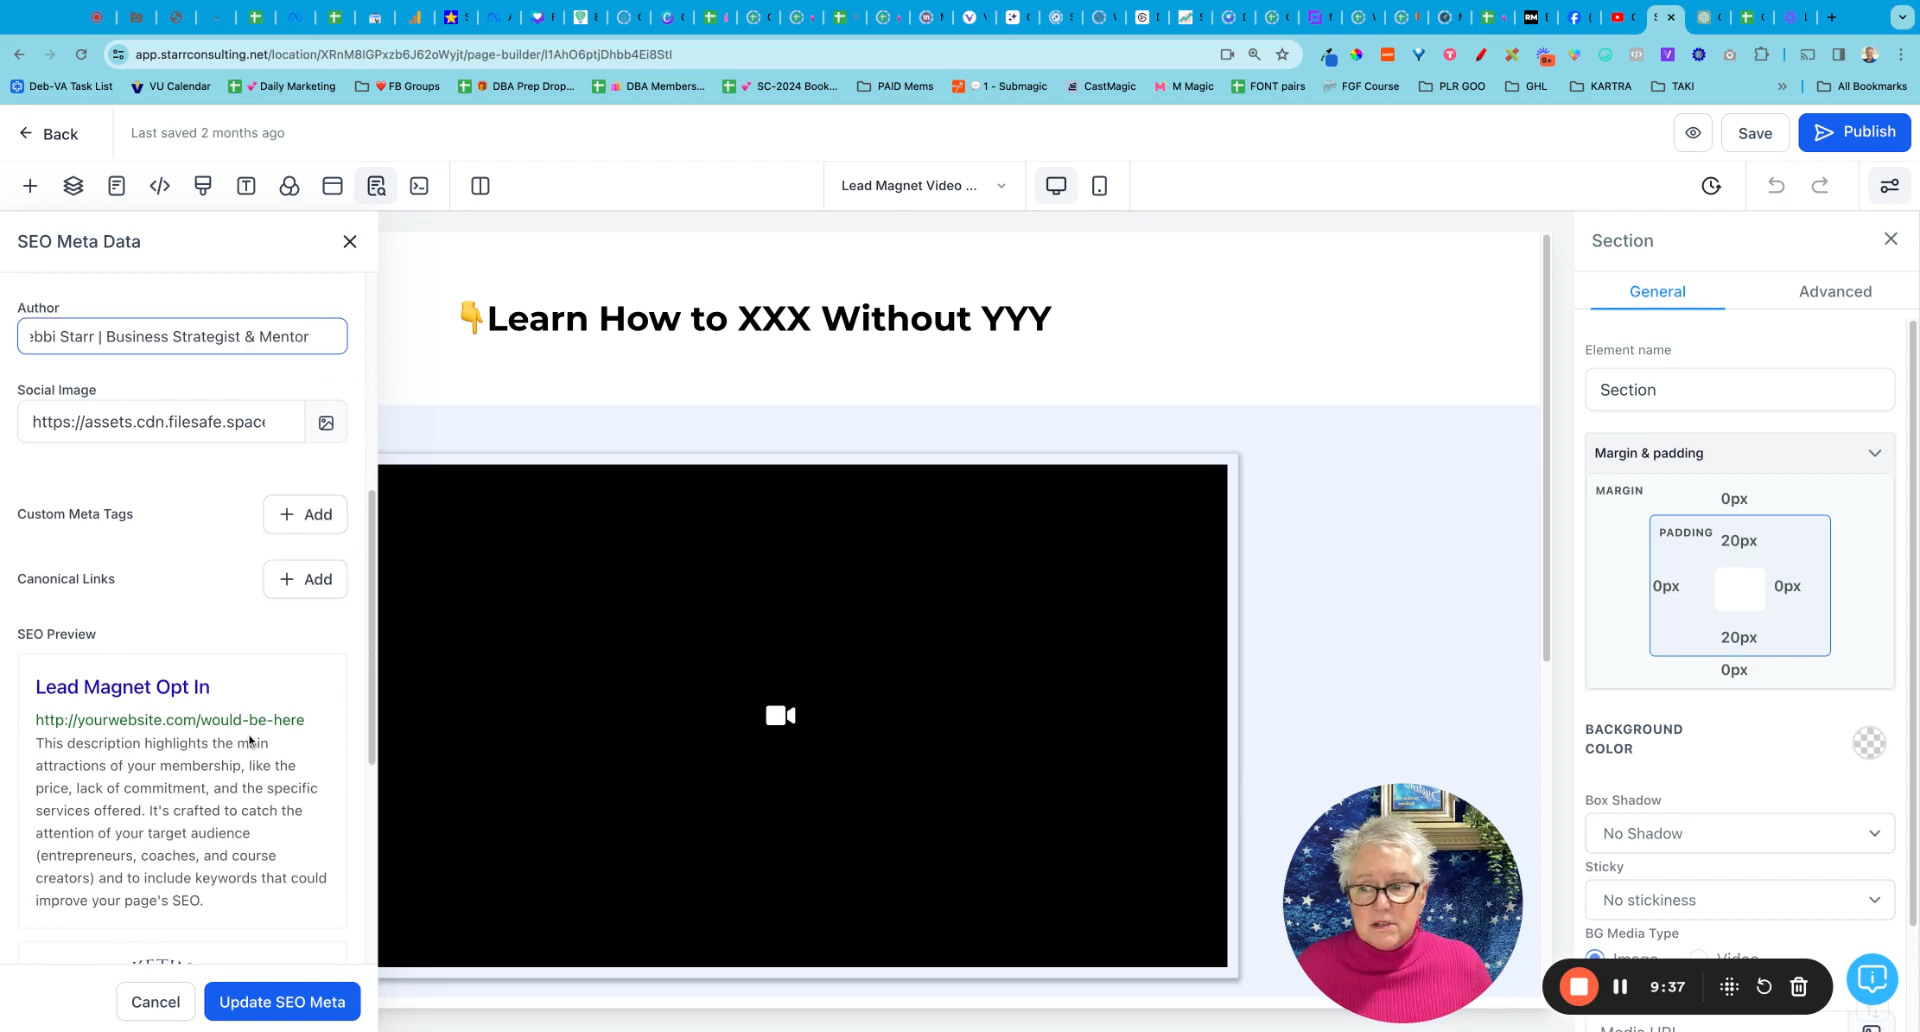 app.starrconsulting.net/location/XRnM8IGPxzb6J62oWyjt/page-builder/l1AhO6ptjDhbb4Ei8StI
9+
Deb-VA Task List
VU Calendar
Daily Marketing
FB Groups
DBA Prep Drop...
DBA Members...
SC-2024 Book...
PAID Mems
1 - Submagic
CastMagic
M Magic
FONT pairs
FGF Course
PLR GOO
GHL
KARTRA
TAKI
»
All Bookmarks
Back
Last saved 2 months ago
Save
Publish
Lead Magnet Video ...
SEO Meta Data
Author
ebbi Starr | Business Strategist & Mentor
Social Image
https://assets.cdn.filesafe.space
Custom Meta Tags
+ Add
Canonical Links
+ Add
SEO Preview
Lead Magnet Opt In
http://yourwebsite.com/would-be-here
This description highlights the main
attractions of your membership, like the
price, lack of commitment, and the specific
services offered. It's crafted to catch the
attention of your target audience
(entrepreneurs, coaches, and course
creators) and to include keywords that could
improve your page's SEO.
Cancel
Update SEO Meta
👇Learn How to XXX Without YYY
Section
General
Advanced
Element name
Section
Margin & padding
MARGIN
0px
PADDING
20px
0px
0px
20px
0px
BACKGROUND
COLOR
Box Shadow
No Shadow
Sticky
No stickiness
BG Media Type
Image
Video
9:37
Media URL